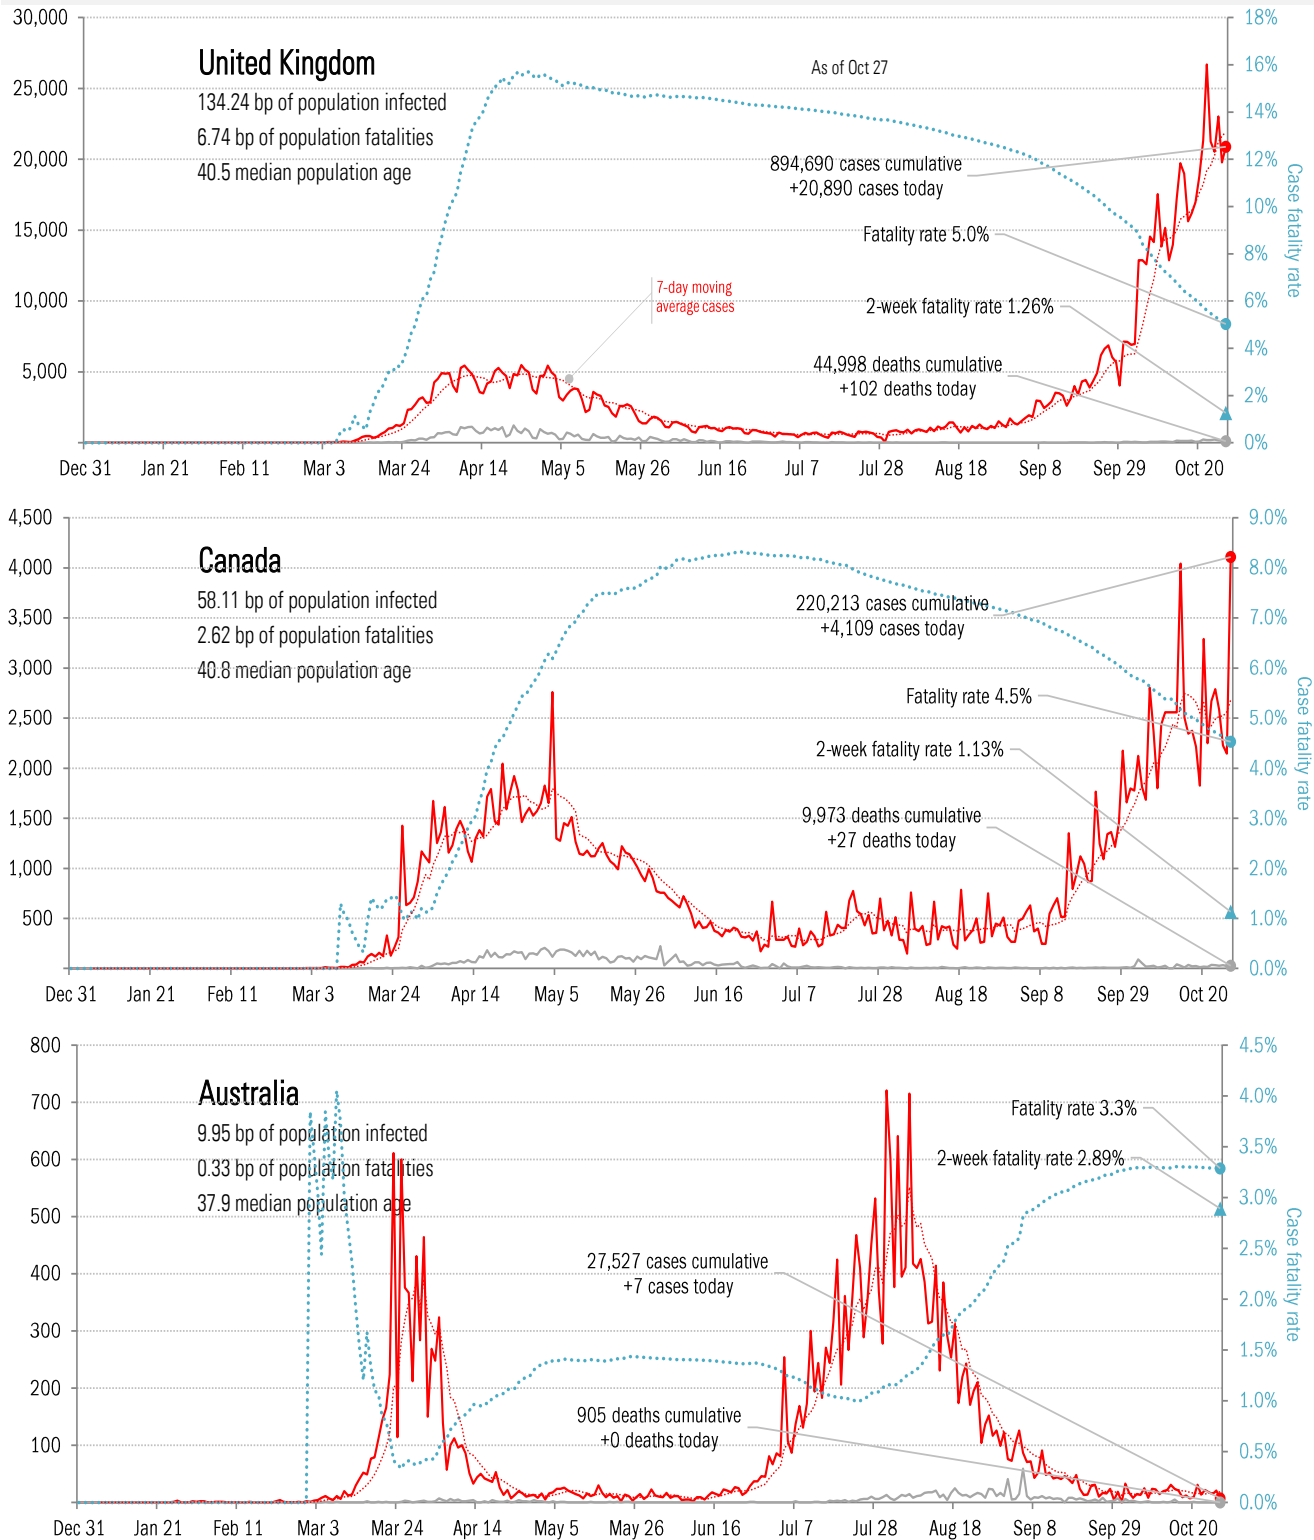 30,000
25,000
20,000
15,000
10,000
5,000
18%
16%
14%
12%
10%
8%
6%
4%
2%
0%
Case fatality rate
United Kingdom
134.24 bp of population infected
6.74 bp of population fatalities
40.5 median population age
As of Oct 27
894,690 cases cumulative
+20,890 cases today
Fatality rate 5.0%
7-day moving
average cases
2-week fatality rate 1.26%
44,998 deaths cumulative
+102 deaths today
Dec 31 Jan 21 Feb 11 Mar 3 Mar 24 Apr 14 May 5 May 26 Jun 16 Jul 7 Jul 28 Aug 18 Sep 8 Sep 29 Oct 20
4,500
4,000
3,500
3,000
2,500
2,000
1,500
1,000
500
9.0%
8.0%
7.0%
6.0%
5.0%
4.0%
3.0%
2.0%
1.0%
0.0%
Case fatality rate
Canada
58.11 bp of population infected
2.62 bp of population fatalities
40.8 median population age
220,213 cases cumulative
+4,109 cases today
Fatality rate 4.5%
2-week fatality rate 1.13%
9,973 deaths cumulative
+27 deaths today
Dec 31 Jan 21 Feb 11 Mar 3 Mar 24 Apr 14 May 5 May 26 Jun 16 Jul 7 Jul 28 Aug 18 Sep 8 Sep 29 Oct 20
800
700
600
500
400
300
200
100
4.5%
4.0%
3.5%
3.0%
2.5%
2.0%
1.5%
1.0%
0.5%
0.0%
Case fatality rate
Australia
9.95 bp of population infected
0.33 bp of population fatalities
37.9 median population age
Fatality rate 3.3%
2-week fatality rate 2.89%
27,527 cases cumulative
+7 cases today
905 deaths cumulative
+0 deaths today
Dec 31 Jan 21 Feb 11 Mar 3 Mar 24 Apr 14 May 5 May 26 Jun 16 Jul 7 Jul 28 Aug 18 Sep 8 Sep 29 Oct 20